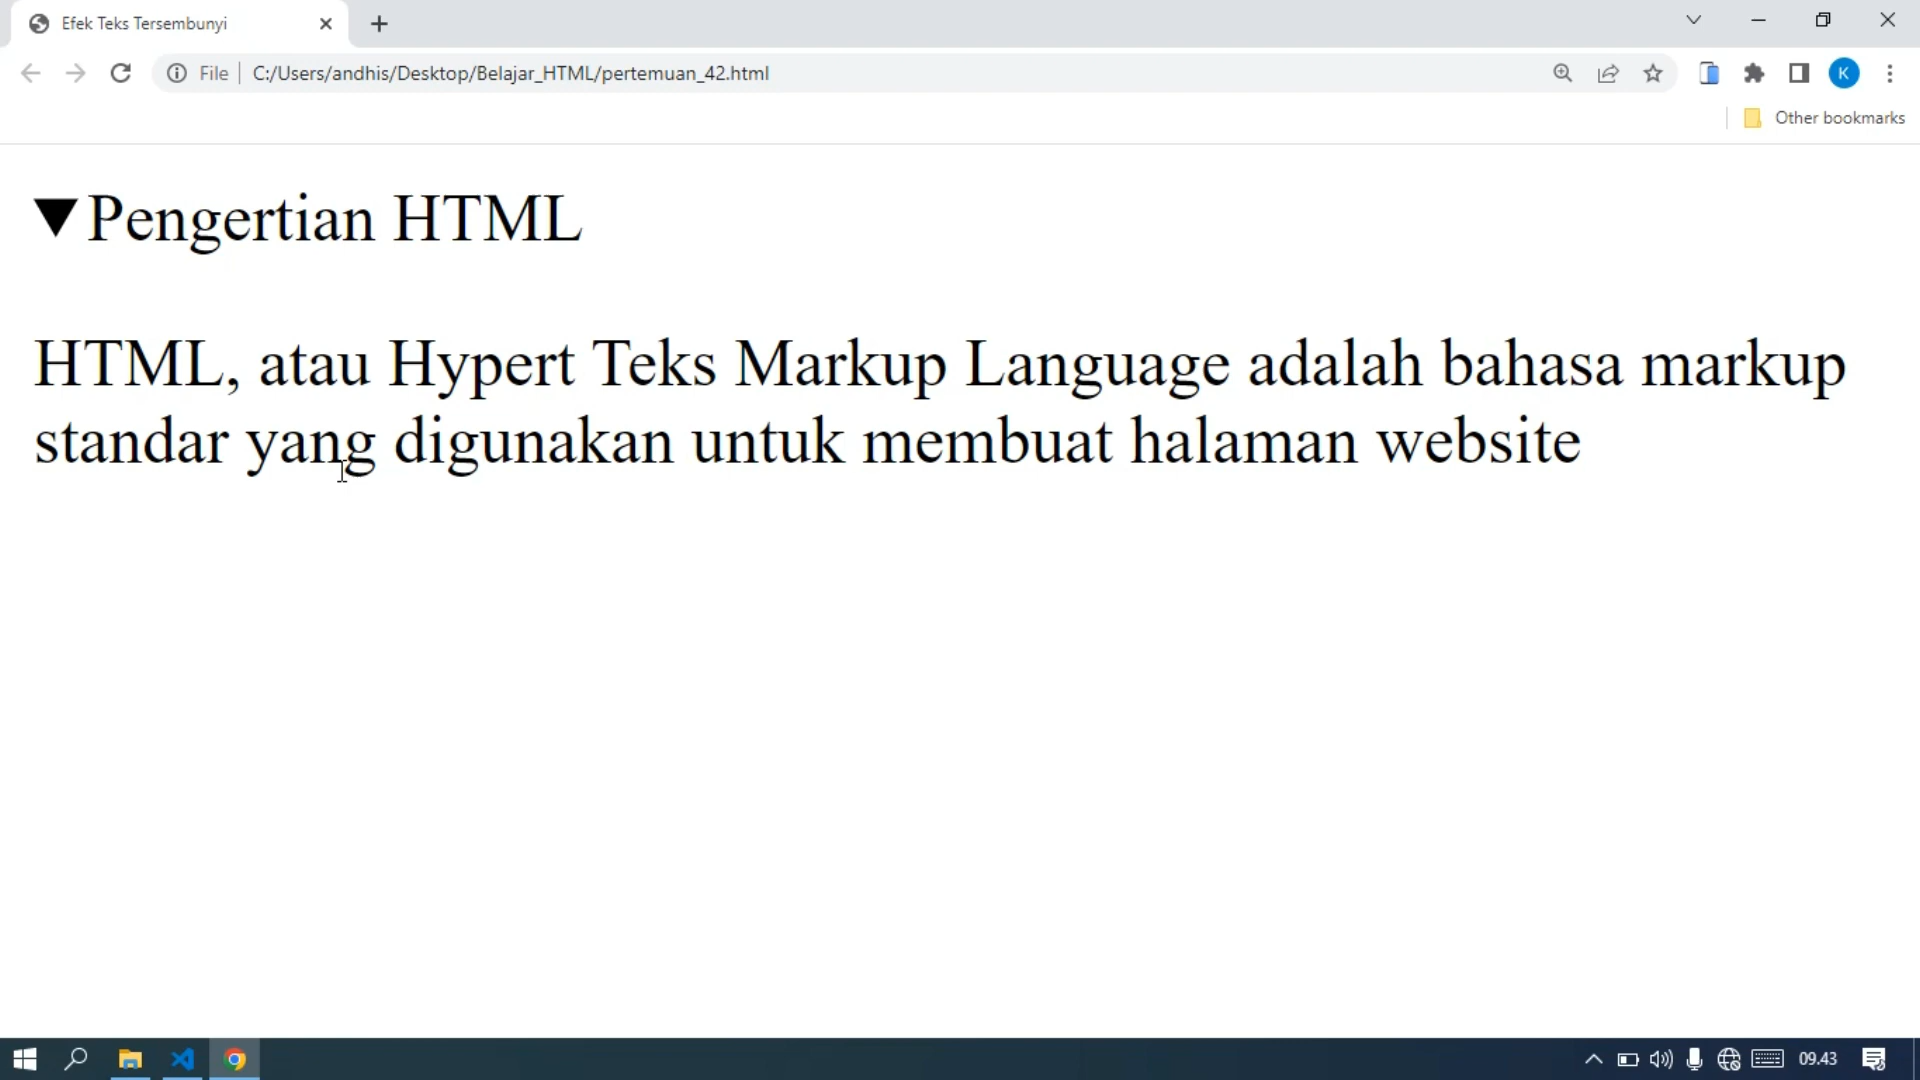 Efek Teks Tersembunyi
File
C:/Users/andhis/Desktop/Belajar_HTML/pertemuan_42.html
K
Other bookmarks
Pengertian HTML
HTML, atau Hypert Teks Markup Language adalah bahasa markup
standar yang digunakan untuk membuat halaman website
09.43